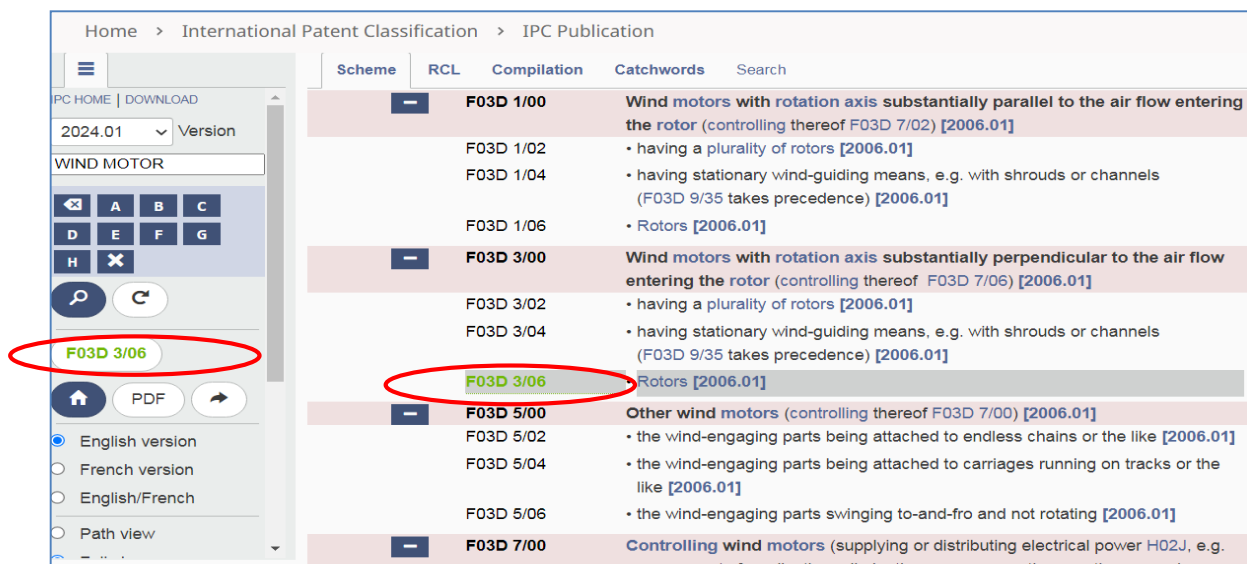 Home > International Patent Classification > IPC Publication
Scheme RCL Compilation Catchwords Search
IPC HOME | DOWNLOAD
2024.01 Version
WIND MOTOR
A B C
D E F G
H
F03D 3/06
PDF
English version
French version
English/French
Path view
F03D 1/00 Wind motors with rotation axis substantially parallel to the air flow entering
the rotor (controlling thereof F03D 7/02) [2006.01]
F03D 1/02 • having a plurality of rotors [2006.01]
F03D 1/04 • having stationary wind-guiding means, e.g. with shrouds or channels
(F03D 9/35 takes precedence) [2006.01]
F03D 1/06 • Rotors [2006.01]
F03D 3/00 Wind motors with rotation axis substantially perpendicular to the air flow
entering the rotor (controlling thereof F03D 7/06) [2006.01]
F03D 3/02 • having a plurality of rotors [2006.01]
F03D 3/04 • having stationary wind-guiding means, e.g. with shrouds or channels
(F03D 9/35 takes precedence) [2006.01]
F03D 3/06 • Rotors [2006.01]
F03D 5/00 Other wind motors (controlling thereof F03D 7/00) [2006.01]
F03D 5/02 • the wind-engaging parts being attached to endless chains or the like [2006.01]
F03D 5/04 • the wind-engaging parts being attached to carriages running on tracks or the
like [2006.01]
F03D 5/06 • the wind-engaging parts swinging to-and-fro and not rotating [2006.01]
F03D 7/00 Controlling wind motors (supplying or distributing electrical power H02J, e.g.